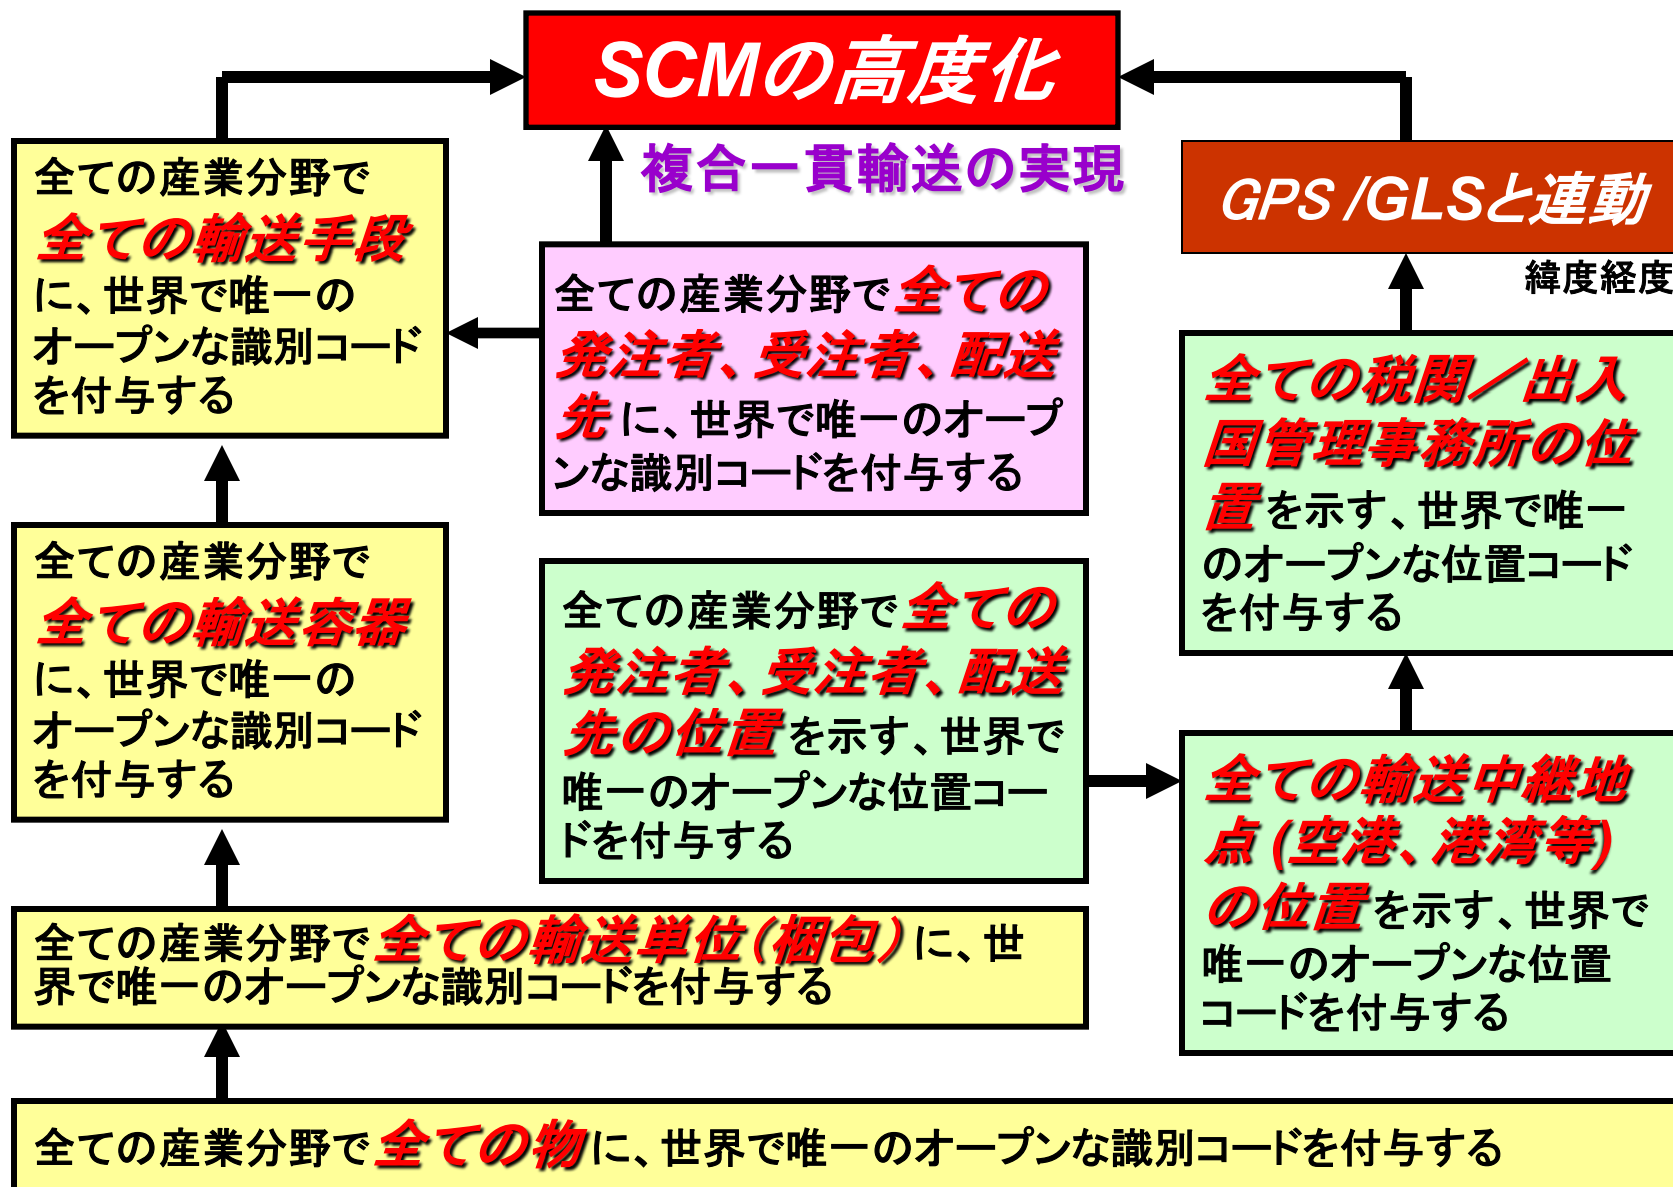 SCMの高度化
複合一貫輸送の実現
全ての産業分野で
全ての輸送手段
に、世界で唯一の
オープンな識別コード
を付与する
全ての産業分野で全ての
発注者、受注者、配送
先に、世界で唯一のオープ
ンな識別コードを付与する
GPS /GLSと連動
緯度経度
全ての税関／出入
国管理事務所の位
置を示す、世界で唯一
のオープンな位置コード
を付与する
全ての産業分野で
全ての輸送容器
に、世界で唯一の
オープンな識別コード
を付与する
全ての産業分野で全ての
発注者、受注者、配送
先の位置を示す、世界で
唯一のオープンな位置コー
ドを付与する
全ての輸送中継地
点(空港、港湾等)
の位置を示す、世界で
唯一のオープンな位置
コードを付与する
全ての産業分野で全ての輸送単位（梱包）に、世
界で唯一のオープンな識別コードを付与する
全ての産業分野で全ての物に、世界で唯一のオープンな識別コードを付与する